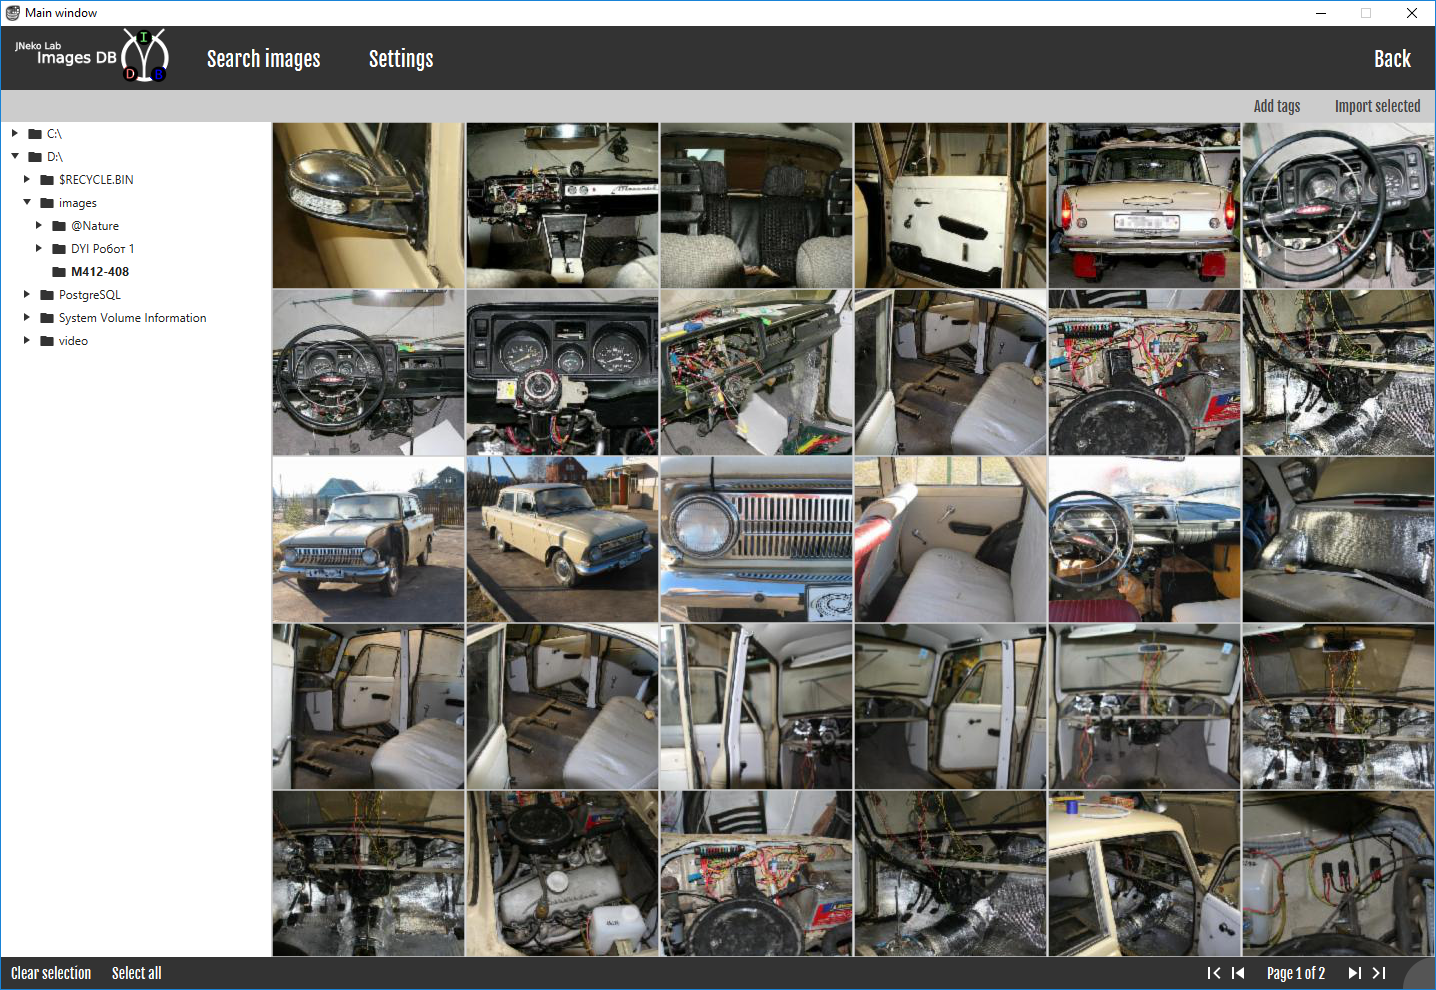 Main window
JNeko Lab
Images DB
I
D
B
Search images
Settings
Back
Add tags
Import selected
C:\
D:\
$RECYCLE.BIN
images
@Nature
DYI Робот 1
M412-408
PostgreSQL
System Volume Information
video
Clear selection
Select all
Page 1 of 2